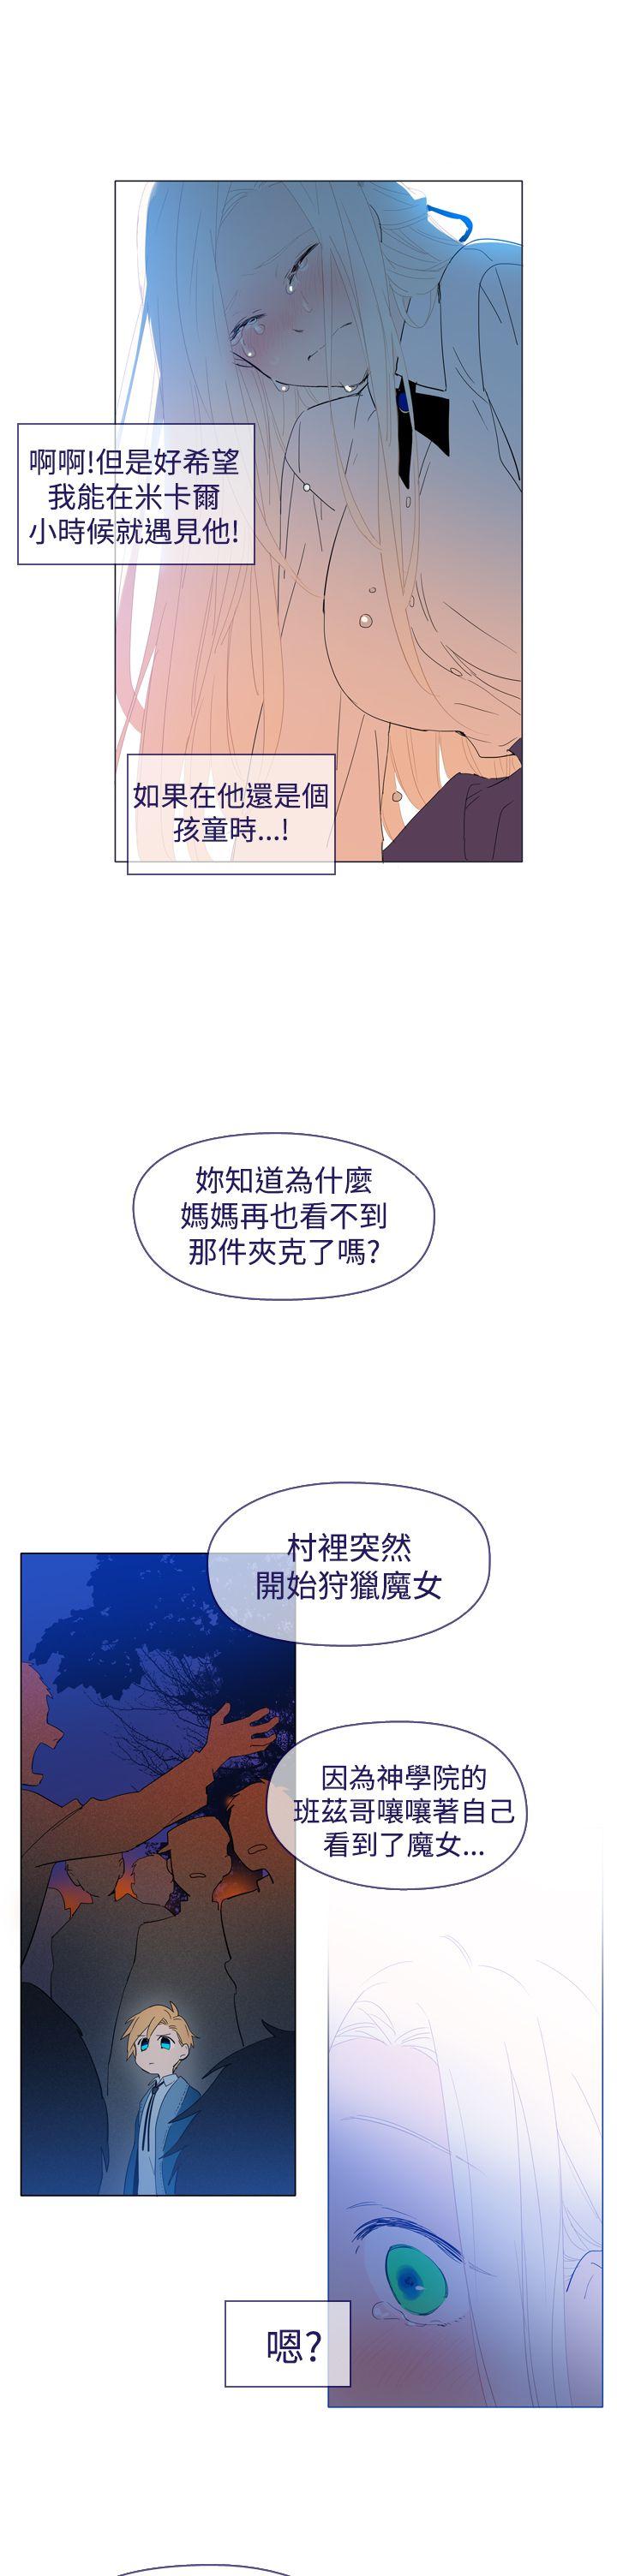 啊啊!但是好希望
我能在米卡爾
小時候就遇見他!
如果在他還是個
孩童時...!
妳知道為什麼
媽媽再也看不到
那件夾克了嗎?
村裡突然
開始狩獵魔女
因為神學院的
班茲哥嚷嚷著自己
看到了魔女...
嗯?